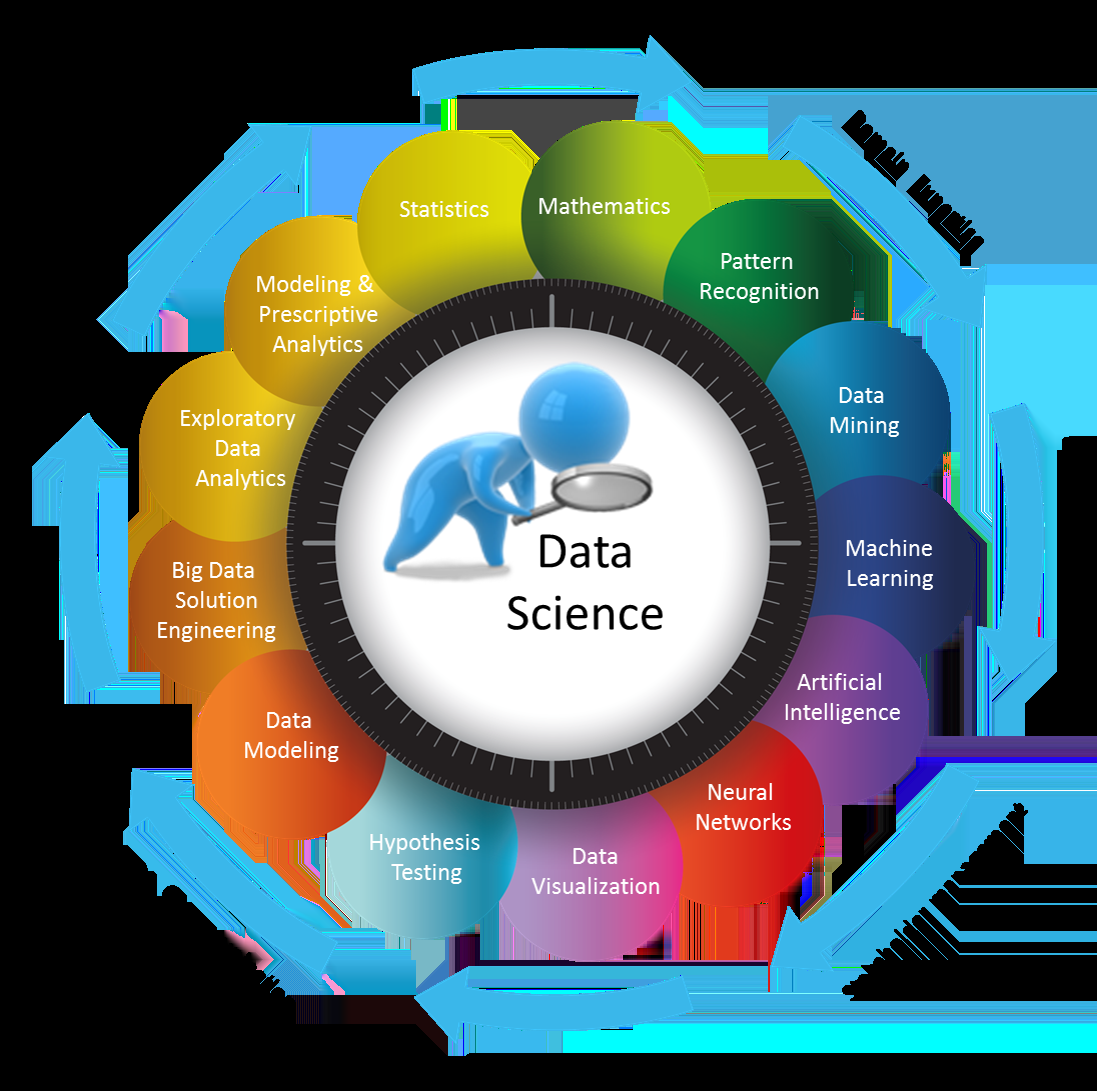 Statistics
Mathematics
Pattern
Recognition
Data
Mining
Machine
Learning
Artificial
Intelligence
Neural
Networks
Data
Visualization
Hypothesis
Testing
Data
Modeling
Big Data
Solution
Engineering
Exploratory
Data
Analytics
Modeling &
Prescriptive
Analytics
Data
Science